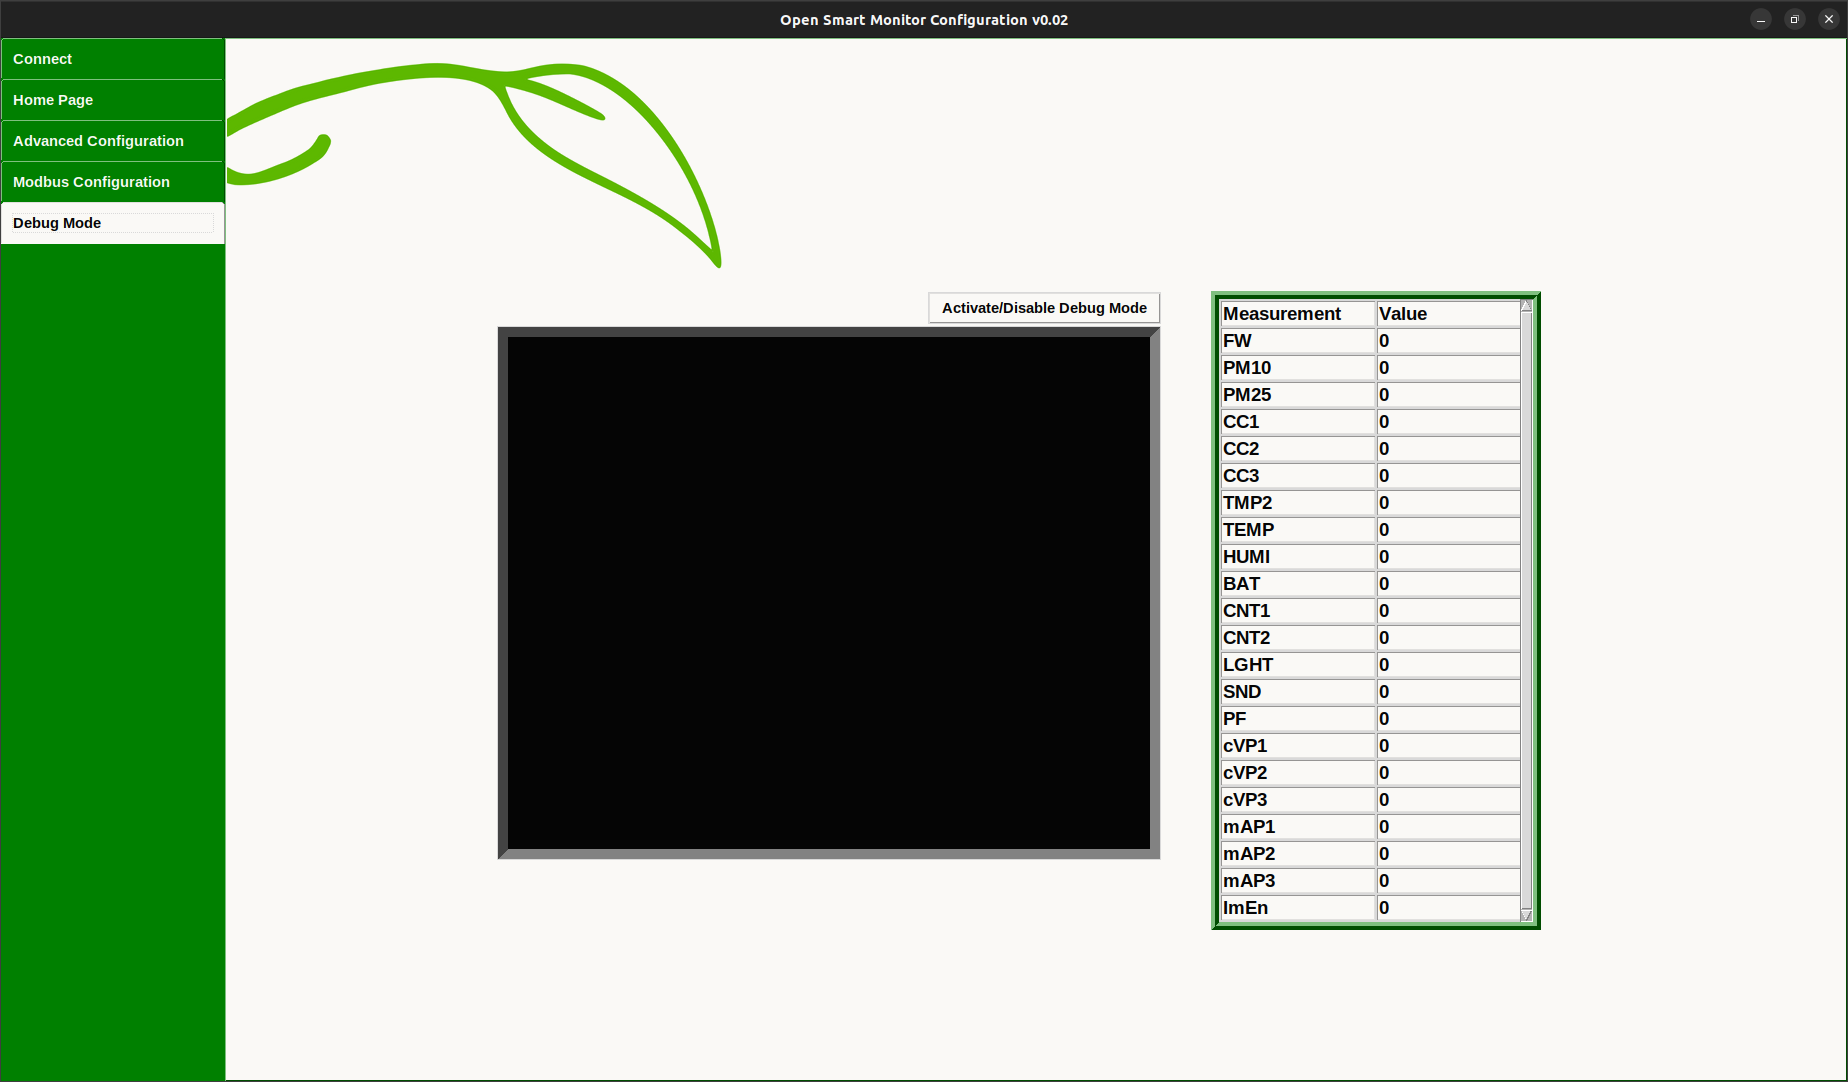 Open Smart Monitor Configuration v0.02
Connect
Home Page
Advanced Configuration
Modbus Configuration
Debug Mode
Activate/Disable Debug Mode
Measurement Value
FW 0
PM10 0
PM25 0
CC1 0
CC2 0
CC3 0
TMP2 0
TEMP 0
HUMI 0
BAT 0
CNT1 0
CNT2 0
LGHT 0
SND 0
PF 0
cVP1 0
cVP2 0
cVP3 0
mAP1 0
mAP2 0
mAP3 0
ImEn 0